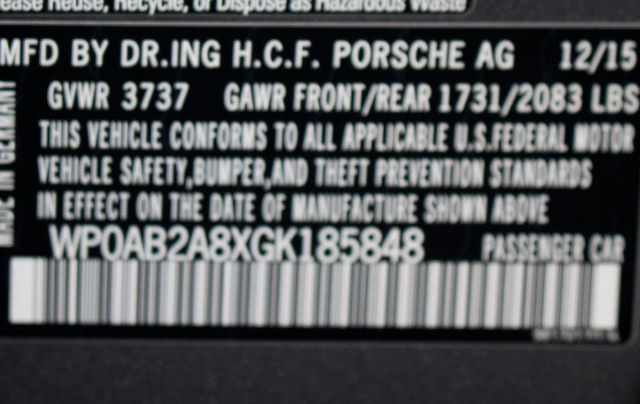 ease Reuse, Recycle, or Dispose as Hazardous Waste
MFD BY DR.ING H.C.F. PORSCHE AG 12/15
GVWR 3737 GAWR FRONT/REAR 1731/2083 LBS
THIS VEHICLE CONFORMS TO ALL APPLICABLE U.S.FEDERAL MOTOR
VEHICLE SAFETY,BUMPER,AND THEFT PREVENTION STANDARDS
IN EFFECT ON THE DATE OF MANUFACTURE SHOWN ABOVE
WP0AB2A8XGK185848 PASSENGER CAR
MADE IN GERMANY